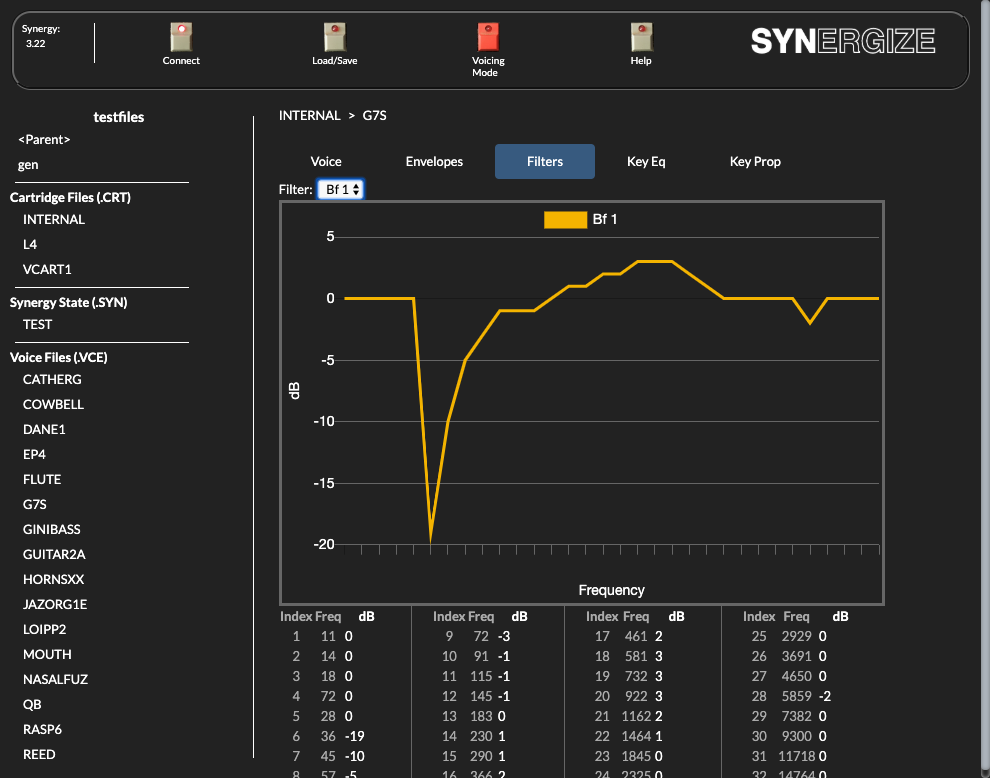 Synergy:
3.22
Connect
Load/Save
Voicing
Mode
Help
SYNERGIZE
testfiles
<Parent>
gen
Cartridge Files (.CRT)
INTERNAL
L4
VCART1
Synergy State (.SYN)
TEST
Voice Files (.VCE)
CATHERG
COWBELL
DANE1
EP4
FLUTE
G7S
GINIBASS
GUITAR2A
HORNSXX
JAZORG1E
LOIPP2
MOUTH
NASALFUZ
QB
RASP6
REED
INTERNAL > G7S
Voice Envelopes Filters Key Eq Key Prop
Filter: Bf 1
Bf 1
5
0
-5
-10
-15
-20
dB
Frequency
Index Freq dB Index Freq dB Index Freq dB Index Freq dB
1 11 0 9 72 -3 17 461 2 25 2929 0
2 14 0 10 91 -1 18 581 3 26 3691 0
3 18 0 11 115 -1 19 732 3 27 4650 0
4 72 0 12 145 -1 20 922 3 28 5859 -2
5 28 0 13 183 0 21 1162 2 29 7382 0
6 36 -19 14 230 1 22 1464 1 30 9300 0
7 45 -10 15 290 1 23 1845 0 31 11718 0
8 57 -5 16 366 2 24 2325 0 32 14764 0